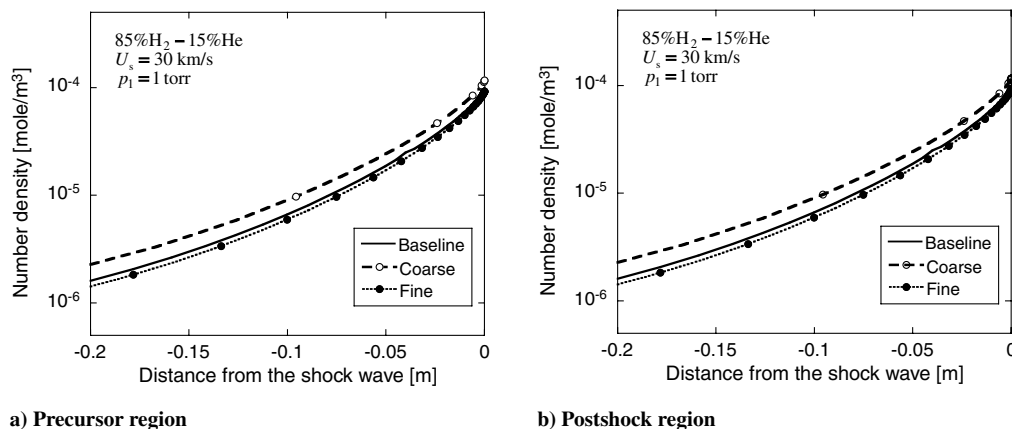 85%H₂ – 15%He
Uₛ = 30 km/s
p₁ = 1 torr
Number density [mole/m³]
10⁻⁴
10⁻⁵
10⁻⁶
Baseline
Coarse
Fine
-0.2 -0.15 -0.1 -0.05 0
Distance from the shock wave [m]
a) Precursor region
85%H₂ – 15%He
Uₛ = 30 km/s
p₁ = 1 torr
Number density [mole/m³]
10⁻⁴
10⁻⁵
10⁻⁶
Baseline
Coarse
Fine
-0.2 -0.15 -0.1 -0.05 0
Distance from the shock wave [m]
b) Postshock region